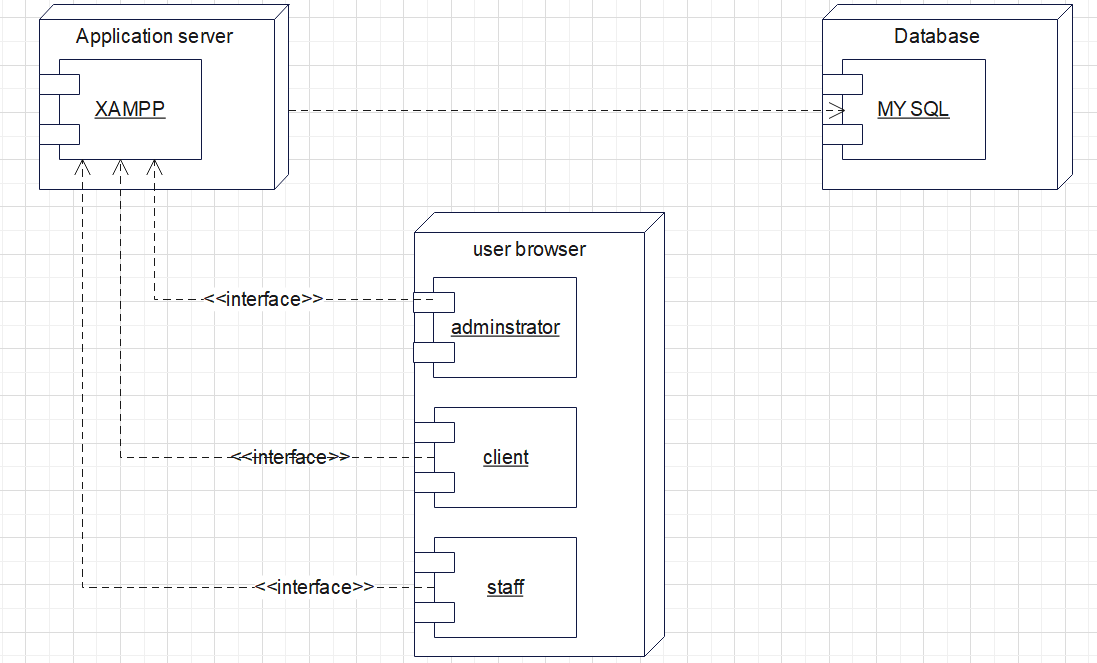 Application server
XAMPP
Database
MY SQL
user browser
<<interface>>
adminstrator
<<interface>>
client
<<interface>>
staff